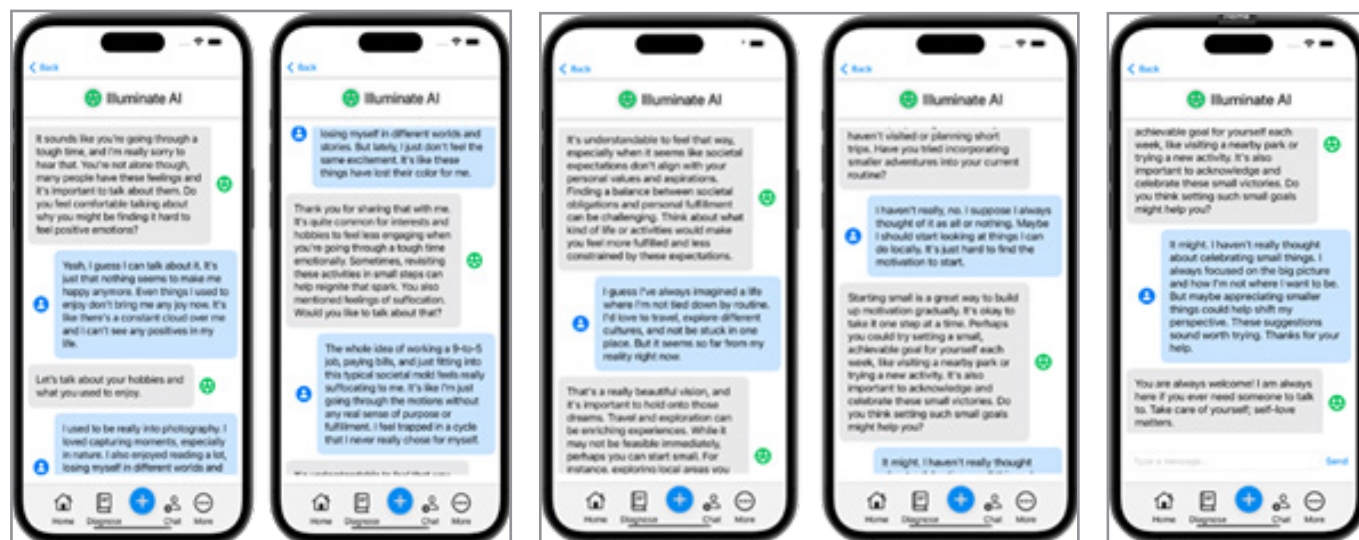 Back
Illuminate AI
It sounds like you're going through a
tough time, and I'm really sorry to
hear that. You're not alone though,
many people have these feelings and
it's important to talk about them. Do
you feel comfortable talking about
why you might be finding it hard to
feel positive emotions?
Yeah, I guess I can talk about it. It's
just that nothing seems to make me
happy anymore. Even things I used to
enjoy don't bring me any joy now. It's
like there's a constant cloud over me
and I can't see any positives in my
life.
Let's talk about your hobbies and
what you used to enjoy.
I used to be really into photography. I
loved capturing moments, especially
in nature. I also enjoyed reading a lot,
losing myself in different worlds and
Home Diagnose Chat More
Back
Illuminate AI
losing myself in different worlds and
stories. But lately, I just don't feel the
same excitement. It's like these
things have lost their color for me.
Thank you for sharing that with me.
It's quite common for interests and
hobbies to feel less engaging when
you're going through a tough time
emotionally. Sometimes, revisiting
these activities in small steps can
help reignite that spark. You also
mentioned feelings of suffocation.
Would you like to talk about that?
The whole idea of working a 9-to-5
job, paying bills, and just fitting into
this typical societal mold feels really
suffocating to me. It's like I'm just
going through the motions without
any real sense of purpose or
fulfillment. I feel trapped in a cycle
that I never really chose for myself.
It's understandable to feel that way,
Home Diagnose Chat More
Back
Illuminate AI
It's understandable to feel that way,
especially when it seems like societal
expectations don't align with your
personal values and aspirations.
Finding a balance between societal
obligations and personal fulfillment
can be challenging. Think about what
kind of life or activities would make
you feel more fulfilled and less
constrained by these expectations.
I guess I've always imagined a life
where I'm not tied down by routine.
I'd love to travel, explore different
cultures, and not be stuck in one
place. But it seems so far from my
reality right now.
That's a really beautiful vision, and
it's important to hold onto those
dreams. Travel and exploration can
be enriching experiences. While it
may not be feasible immediately,
perhaps you can start small. For
instance, exploring local areas you
Home Diagnose Chat More
Back
Illuminate AI
haven't visited or planning short
trips. Have you tried incorporating
smaller adventures into your current
routine?
I haven't really, no. I suppose I always
thought of it as all or nothing. Maybe
I should start looking at things I can
do locally. It's just hard to find the
motivation to start.
Starting small is a great way to build
up motivation gradually. It's okay to
take it one step at a time. Perhaps
you could try setting a small,
achievable goal for yourself each
week, like visiting a nearby park or
trying a new activity. It's also
important to acknowledge and
celebrate these small victories. Do
you think setting such small goals
might help you?
It might. I haven't really thought
Home Diagnose Chat More
Home
Back
Illuminate AI
achievable goal for yourself each
week, like visiting a nearby park or
trying a new activity. It's also
important to acknowledge and
celebrate these small victories. Do
you think setting such small goals
might help you?
It might. I haven't really thought
about celebrating small things. I
always focused on the big picture
and how I'm not where I want to be.
But maybe appreciating smaller
things could help shift my
perspective. These suggestions
sound worth trying. Thanks for your
help.
You are always welcome! I am always
here if you ever need someone to talk
to. Take care of yourself; self-love
matters.
Type a message... Send
Home Diagnose Chat More